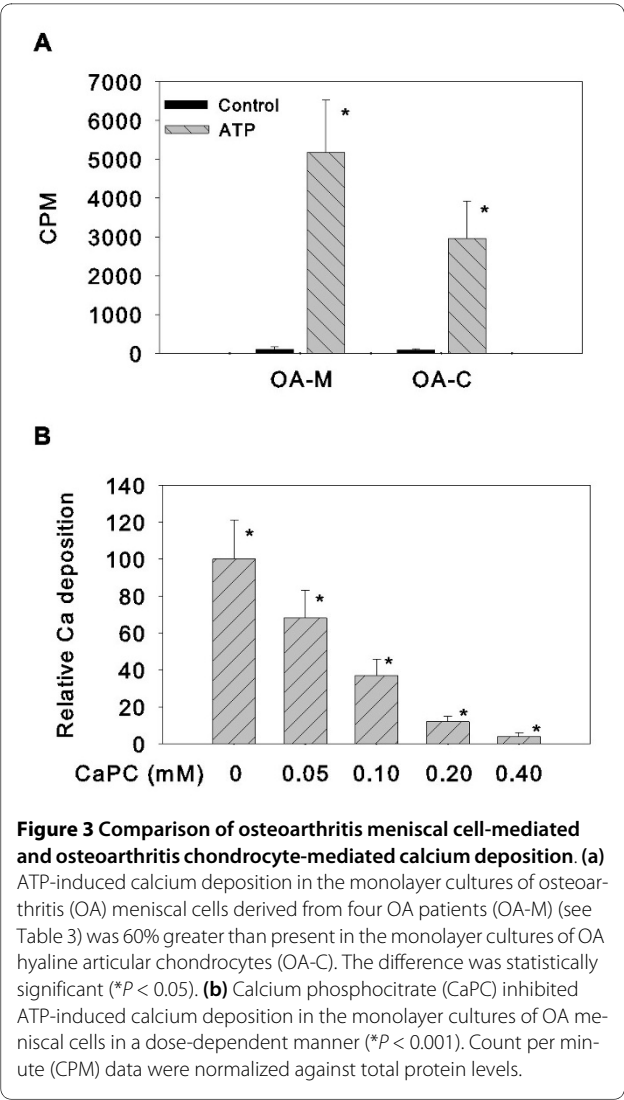 A
7000
6000
5000
4000
3000
2000
1000
0
CPM
Control
ATP
*
*
OA-M OA-C
B
140
120
100
80
60
40
20
0
Relative Ca deposition
*
*
*
*
*
CaPC (mM) 0 0.05 0.10 0.20 0.40
Figure 3 Comparison of osteoarthritis meniscal cell-mediated
and osteoarthritis chondrocyte-mediated calcium deposition. (a)
ATP-induced calcium deposition in the monolayer cultures of osteoar-
thritis (OA) meniscal cells derived from four OA patients (OA-M) (see
Table 3) was 60% greater than present in the monolayer cultures of OA
hyaline articular chondrocytes (OA-C). The difference was statistically
significant (*P < 0.05). (b) Calcium phosphocitrate (CaPC) inhibited
ATP-induced calcium deposition in the monolayer cultures of OA me-
niscal cells in a dose-dependent manner (*P < 0.001). Count per min-
ute (CPM) data were normalized against total protein levels.